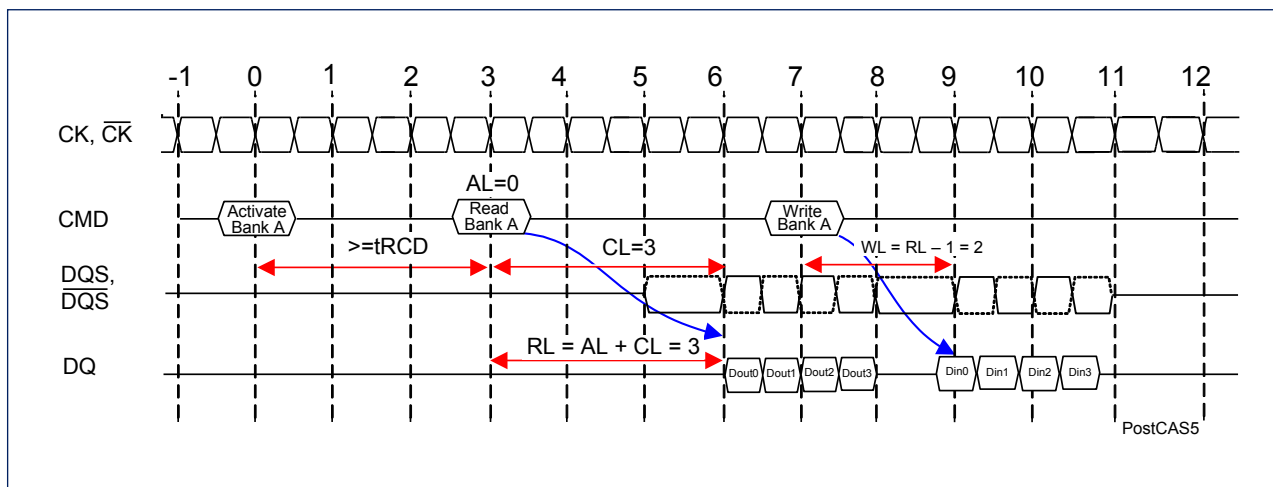 -1 0 1 2 3 4 5 6 7 8 9 10 11 12
CK, C̅K̅
AL=0
CMD
Activate
Bank A
Read
Bank A
Write
Bank A
>=tRCD
CL=3
WL = RL – 1 = 2
DQS,
D̅Q̅S̅
RL = AL + CL = 3
DQ
Dout0 Dout1 Dout2 Dout3 Din0 Din1 Din2 Din3
PostCAS5